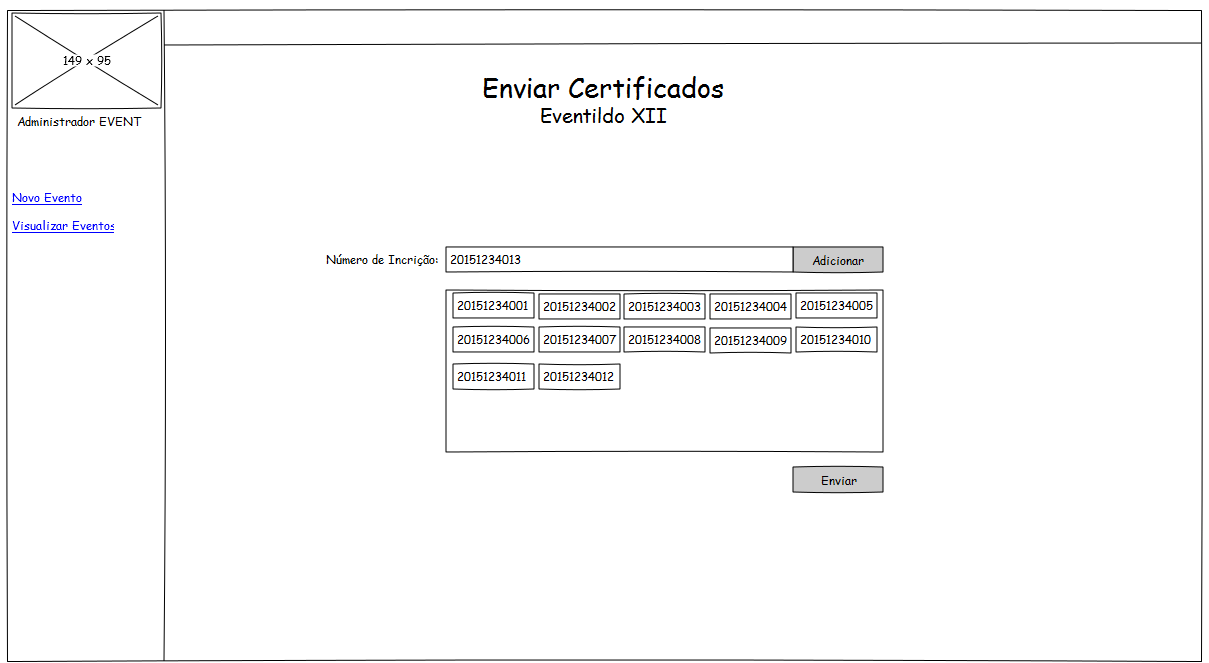 149 x 95
Administrador EVENT
Novo Evento
Visualizar Eventos
Enviar Certificados
Eventildo XII
Número de Incrição: 20151234013 Adicionar
20151234001 20151234002 20151234003 20151234004 20151234005
20151234006 20151234007 20151234008 20151234009 20151234010
20151234011 20151234012
Enviar